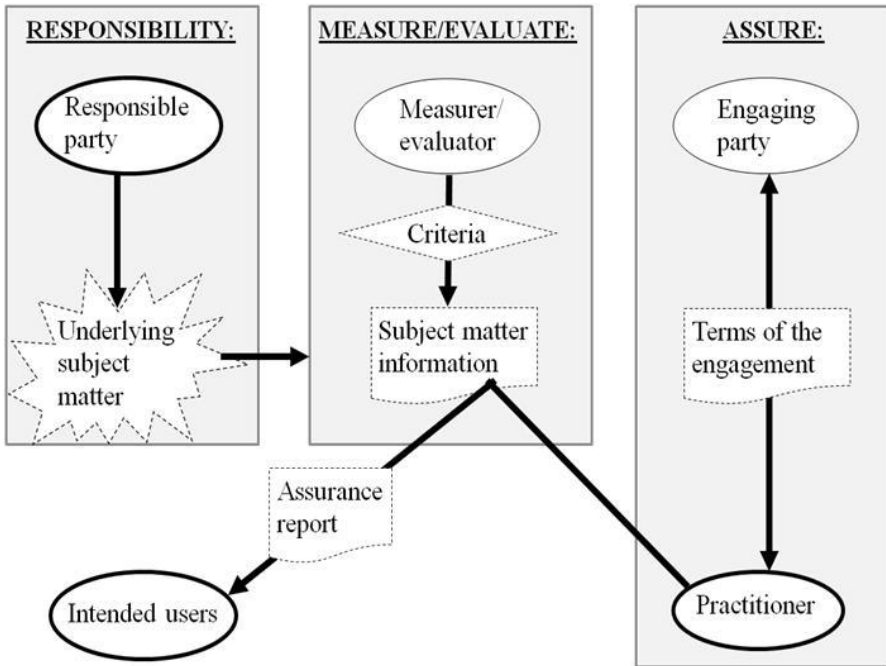 RESPONSIBILITY:
Responsible
party
Underlying
subject
matter
MEASURE/EVALUATE:
Measurer/
evaluator
Criteria
Subject matter
information
ASSURE:
Engaging
party
Terms of the
engagement
Practitioner
Assurance
report
Intended users